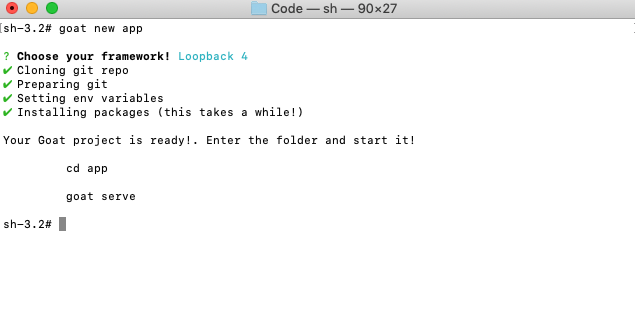 Code — sh — 90×27
[sh-3.2# goat new app
? Choose your framework! Loopback 4
✔ Cloning git repo
✔ Preparing git
✔ Setting env variables
✔ Installing packages (this takes a while!)
Your Goat project is ready!. Enter the folder and start it!
cd app
goat serve
sh-3.2#